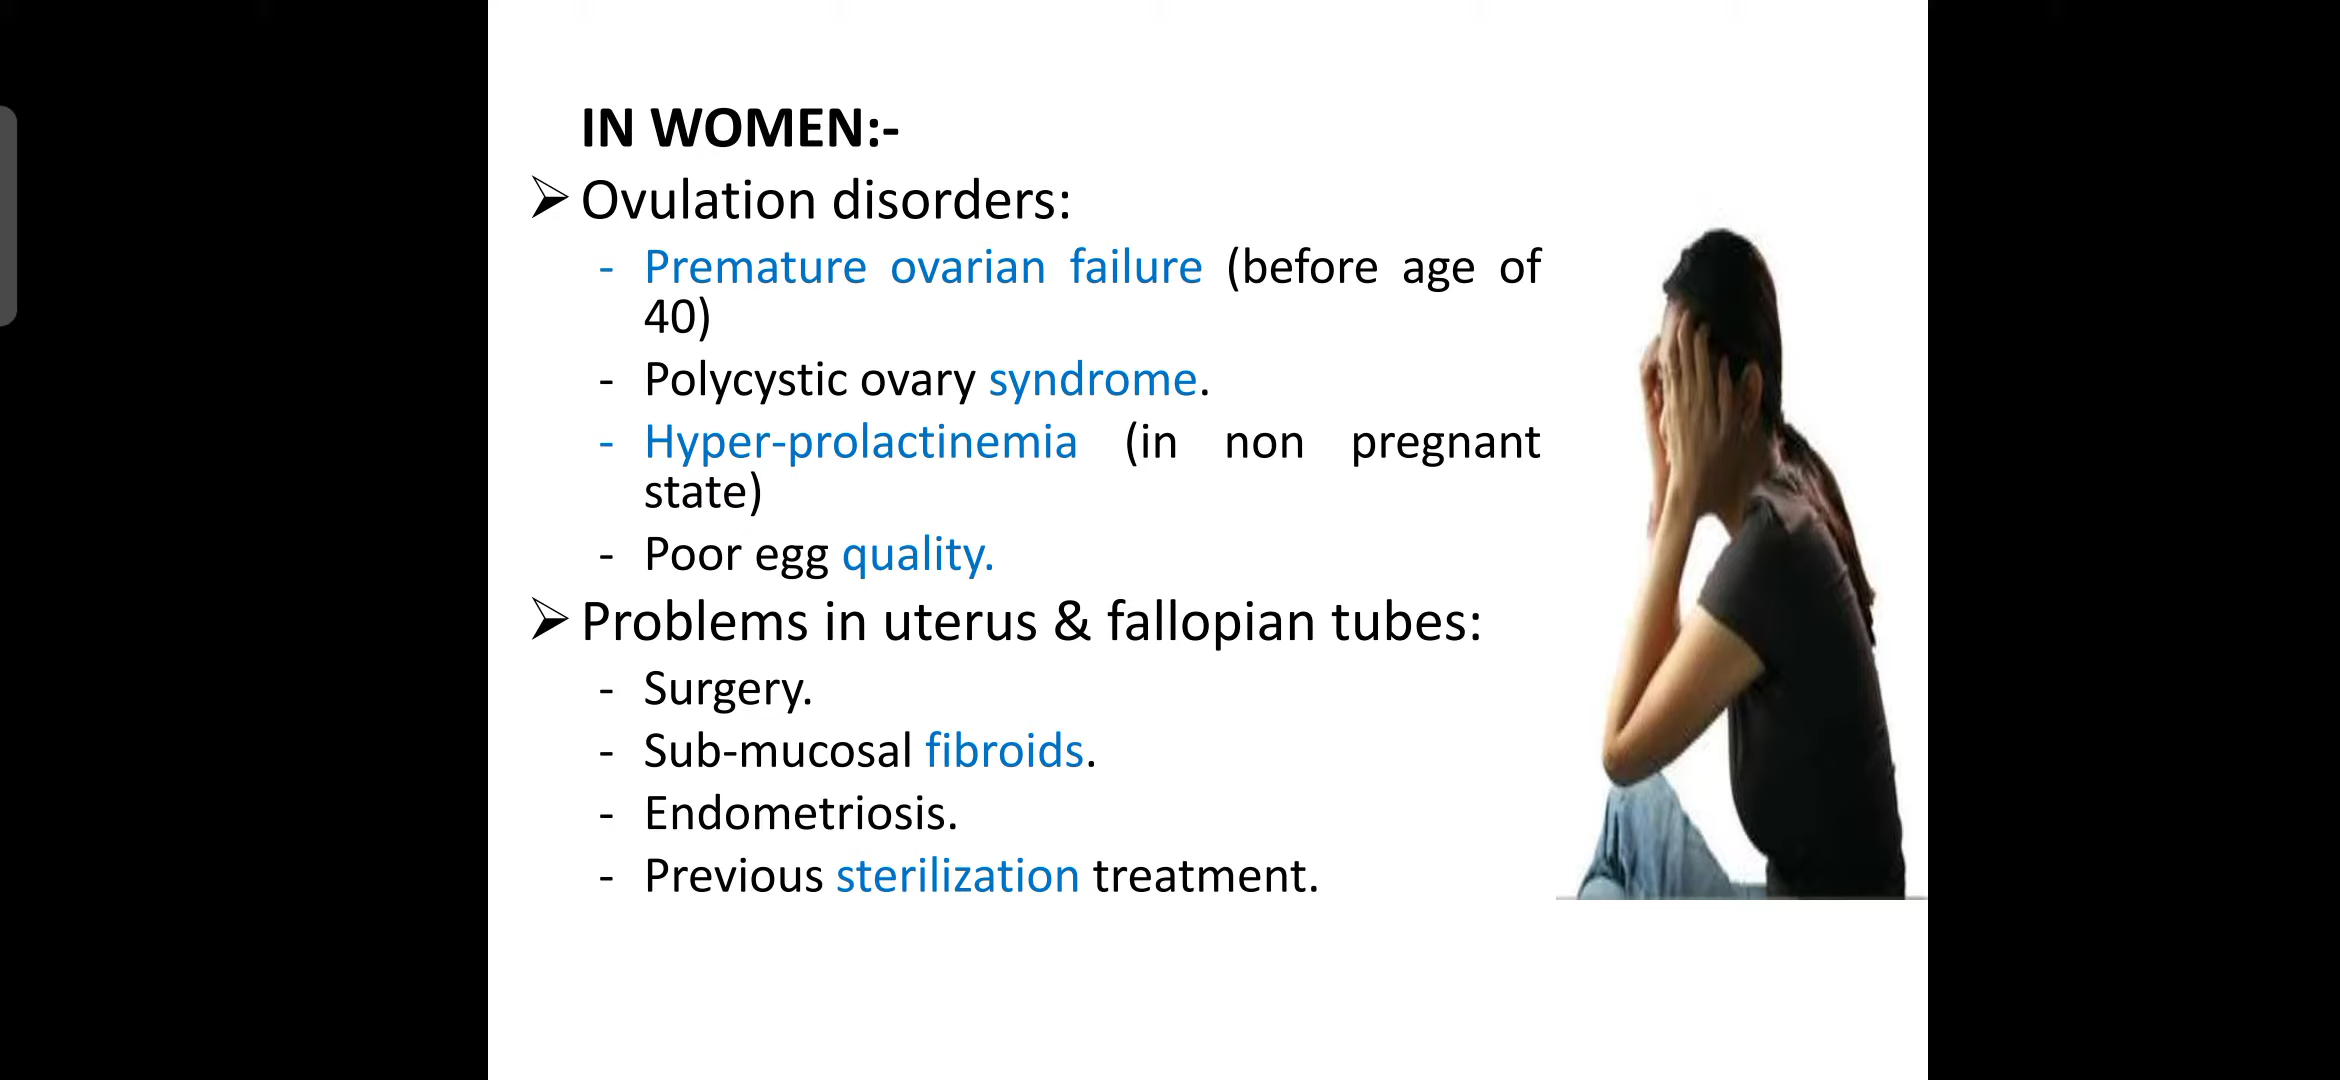 IN WOMEN:-
➢ Ovulation disorders:
- Premature ovarian failure (before age of
40)
- Polycystic ovary syndrome.
- Hyper-prolactinemia (in non pregnant
state)
- Poor egg quality.
➢ Problems in uterus & fallopian tubes:
- Surgery.
- Sub-mucosal fibroids.
- Endometriosis.
- Previous sterilization treatment.